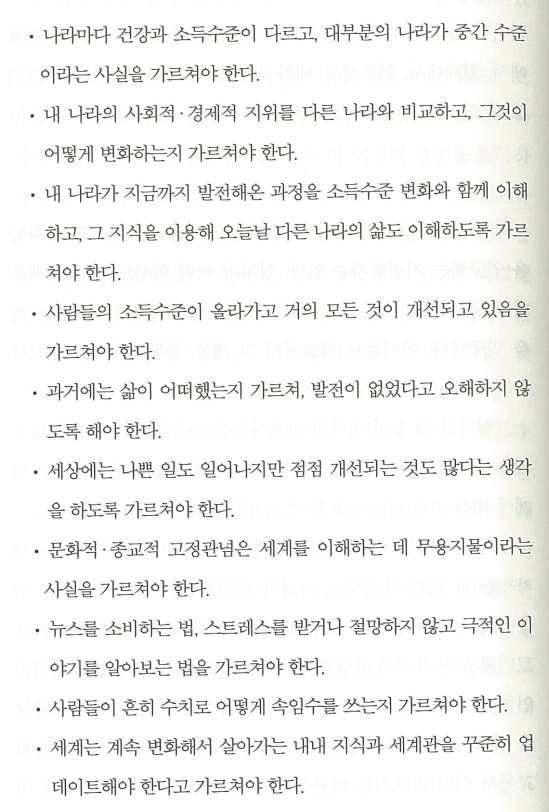 • 나라마다 건강과 소득수준이 다르고, 대부분의 나라가 중간 수준
이라는 사실을 가르쳐야 한다.
• 내 나라의 사회적·경제적 지위를 다른 나라와 비교하고, 그것이
어떻게 변화하는지 가르쳐야 한다.
• 내 나라가 지금까지 발전해온 과정을 소득수준 변화와 함께 이해
하고, 그 지식을 이용해 오늘날 다른 나라의 삶도 이해하도록 가르
쳐야 한다.
• 사람들의 소득수준이 올라가고 거의 모든 것이 개선되고 있음을
가르쳐야 한다.
• 과거에는 삶이 어떠했는지 가르쳐, 발전이 없었다고 오해하지 않
도록 해야 한다.
• 세상에는 나쁜 일도 일어나지만 점점 개선되는 것도 많다는 생각
을 하도록 가르쳐야 한다.
• 문화적·종교적 고정관념은 세계를 이해하는 데 무용지물이라는
사실을 가르쳐야 한다.
• 뉴스를 소비하는 법, 스트레스를 받거나 절망하지 않고 극적인 이
야기를 알아보는 법을 가르쳐야 한다.
• 사람들이 흔히 수치로 어떻게 속임수를 쓰는지 가르쳐야 한다.
• 세계는 계속 변화해서 살아가는 내내 지식과 세계관을 꾸준히 업
데이트해야 한다고 가르쳐야 한다.